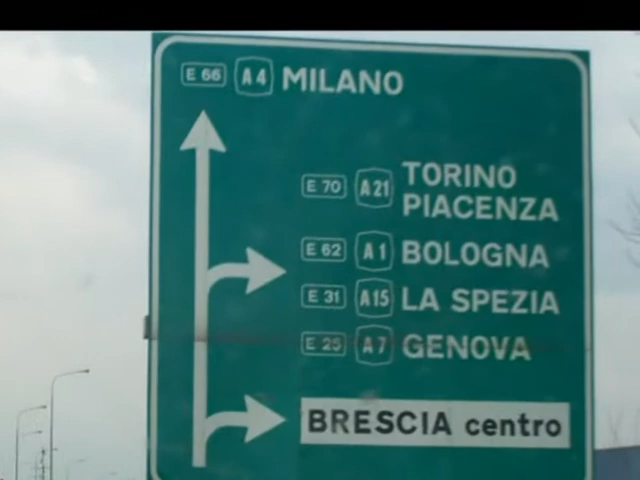 E 66 A 4 MILANO
E 70 A 21 TORINO
PIACENZA
E 62 A 1 BOLOGNA
E 31 A 15 LA SPEZIA
E 25 A 7 GENOVA
BRESCIA centro